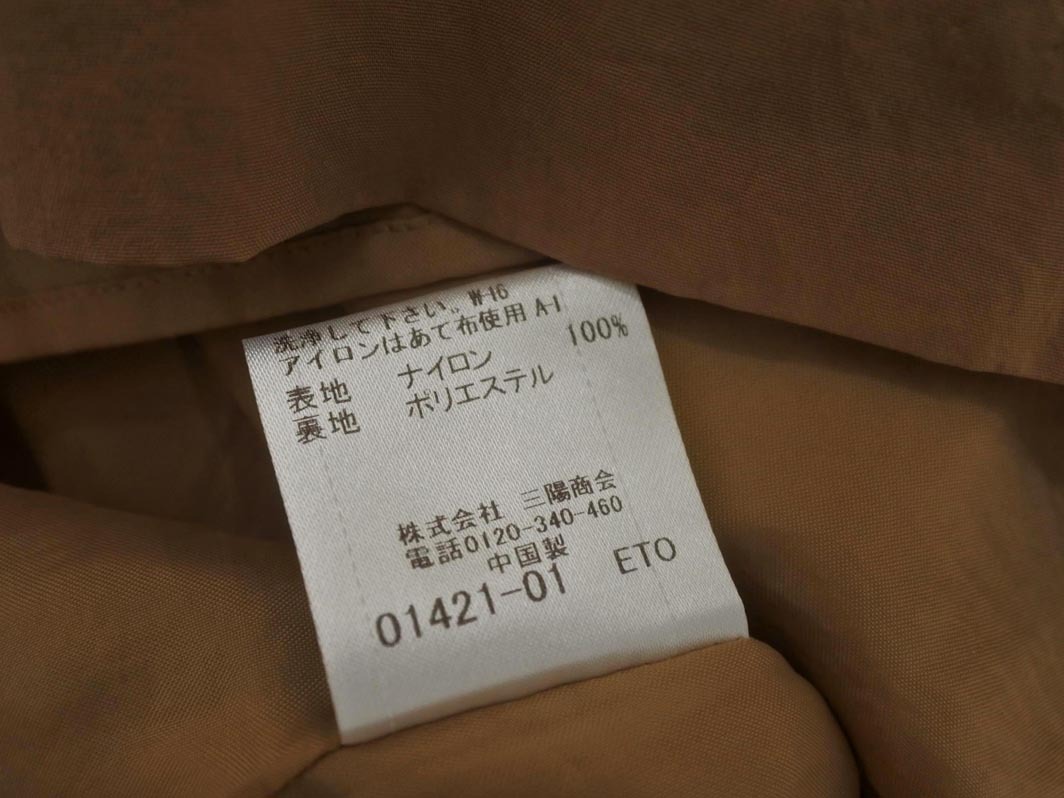 洗浄して下さい。W-16
アイロンはあて布使用 A-1
表地 ナイロン 100%
裏地 ポリエステル
株式会社 三陽商会
電話0120-340-460
中国製
01421-01 ETO